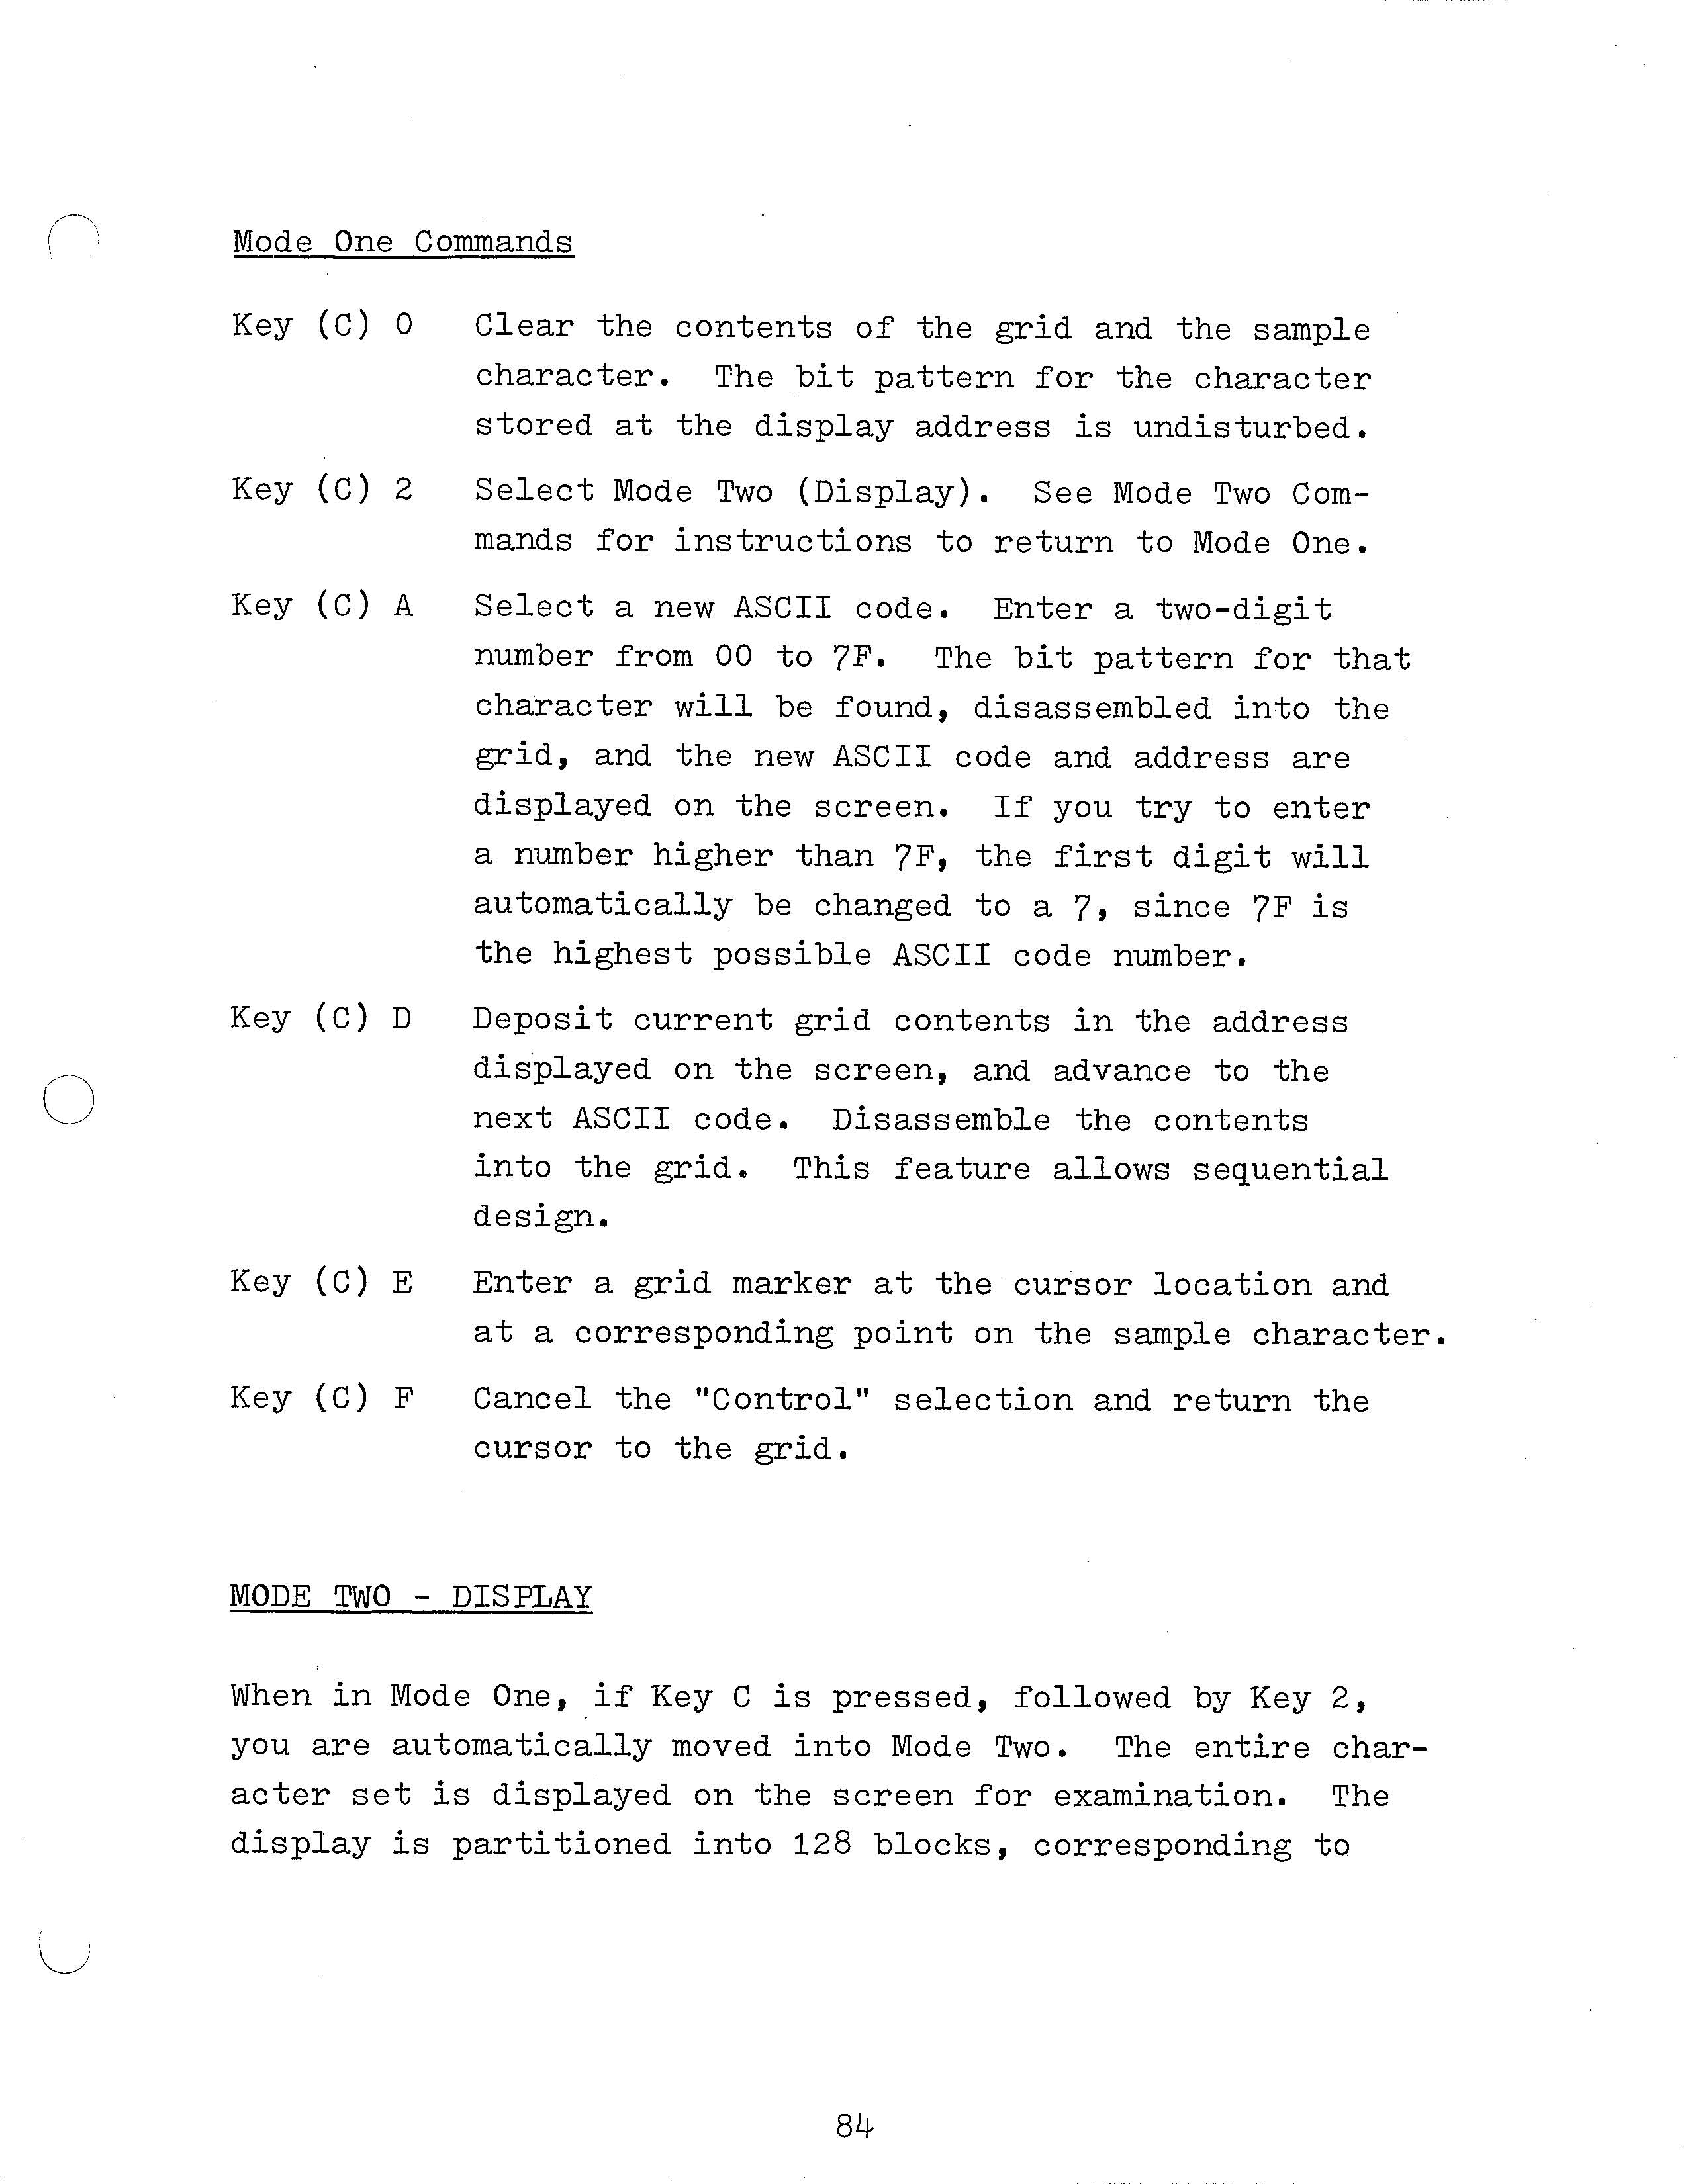 Mode One Commands
Key (C) 0 Clear the contents of the grid and the sample
character. The bit pattern for the character
stored at the display address is undisturbed.
Key (C) 2 Select Mode Two (Display). See Mode Two Com-
mands for instructions to return to Mode One.
Key (C) A Select a new ASCII code. Enter a two-digit
number from 00 to 7F. The bit pattern for that
character will be found, disassembled into the
grid, and the new ASCII code and address are
displayed on the screen. If you try to enter
a number higher than 7F, the first digit will
automatically be changed to a 7, since 7F is
the highest possible ASCII code number.
Key (C) D Deposit current grid contents in the address
displayed on the screen, and advance to the
next ASCII code. Disassemble the contents
into the grid. This feature allows sequential
design.
Key (C) E Enter a grid marker at the cursor location and
at a corresponding point on the sample character.
Key (C) F Cancel the "Control" selection and return the
cursor to the grid.
MODE TWO - DISPLAY
When in Mode One, if Key C is pressed, followed by Key 2,
you are automatically moved into Mode Two. The entire char-
acter set is displayed on the screen for examination. The
display is partitioned into 128 blocks, corresponding to
84